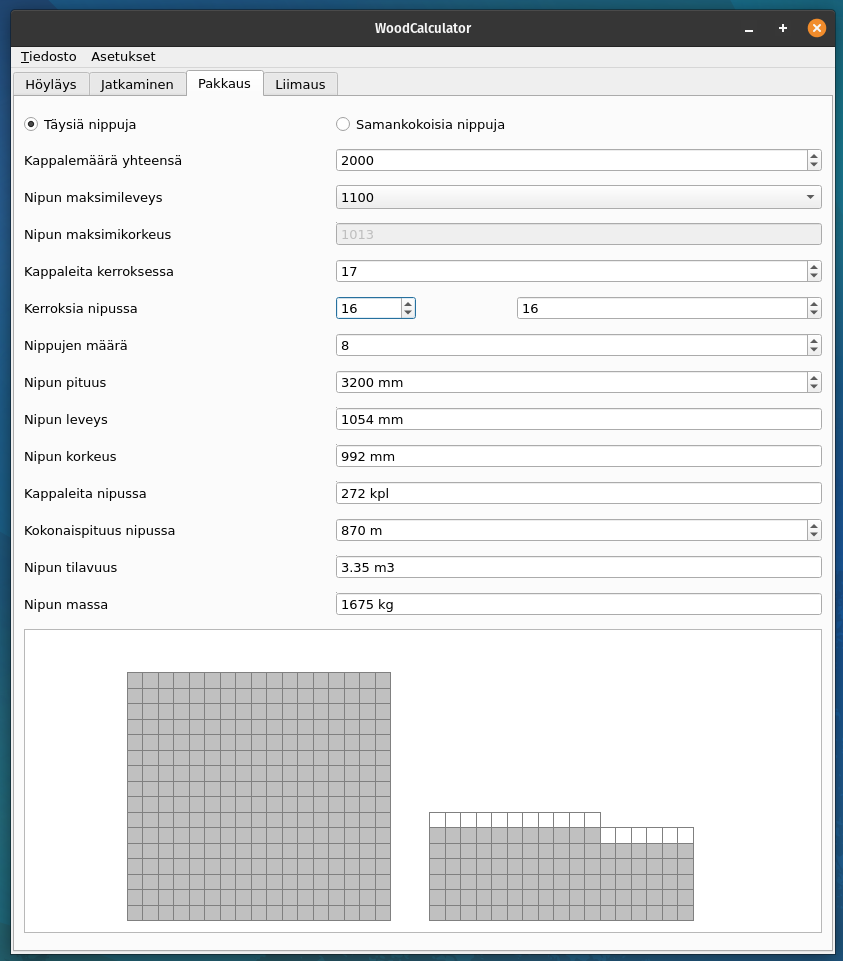 WoodCalculator
Tiedosto Asetukset
Höyläys Jatkaminen Pakkaus Liimaus
Täysiä nippuja Samankokoisia nippuja
Kappalemäärä yhteensä 2000
Nipun maksimileveys 1100
Nipun maksimikorkeus 1013
Kappaleita kerroksessa 17
Kerroksia nipussa 16 16
Nippujen määrä 8
Nipun pituus 3200 mm
Nipun leveys 1054 mm
Nipun korkeus 992 mm
Kappaleita nipussa 272 kpl
Kokonaispituus nipussa 870 m
Nipun tilavuus 3.35 m3
Nipun massa 1675 kg